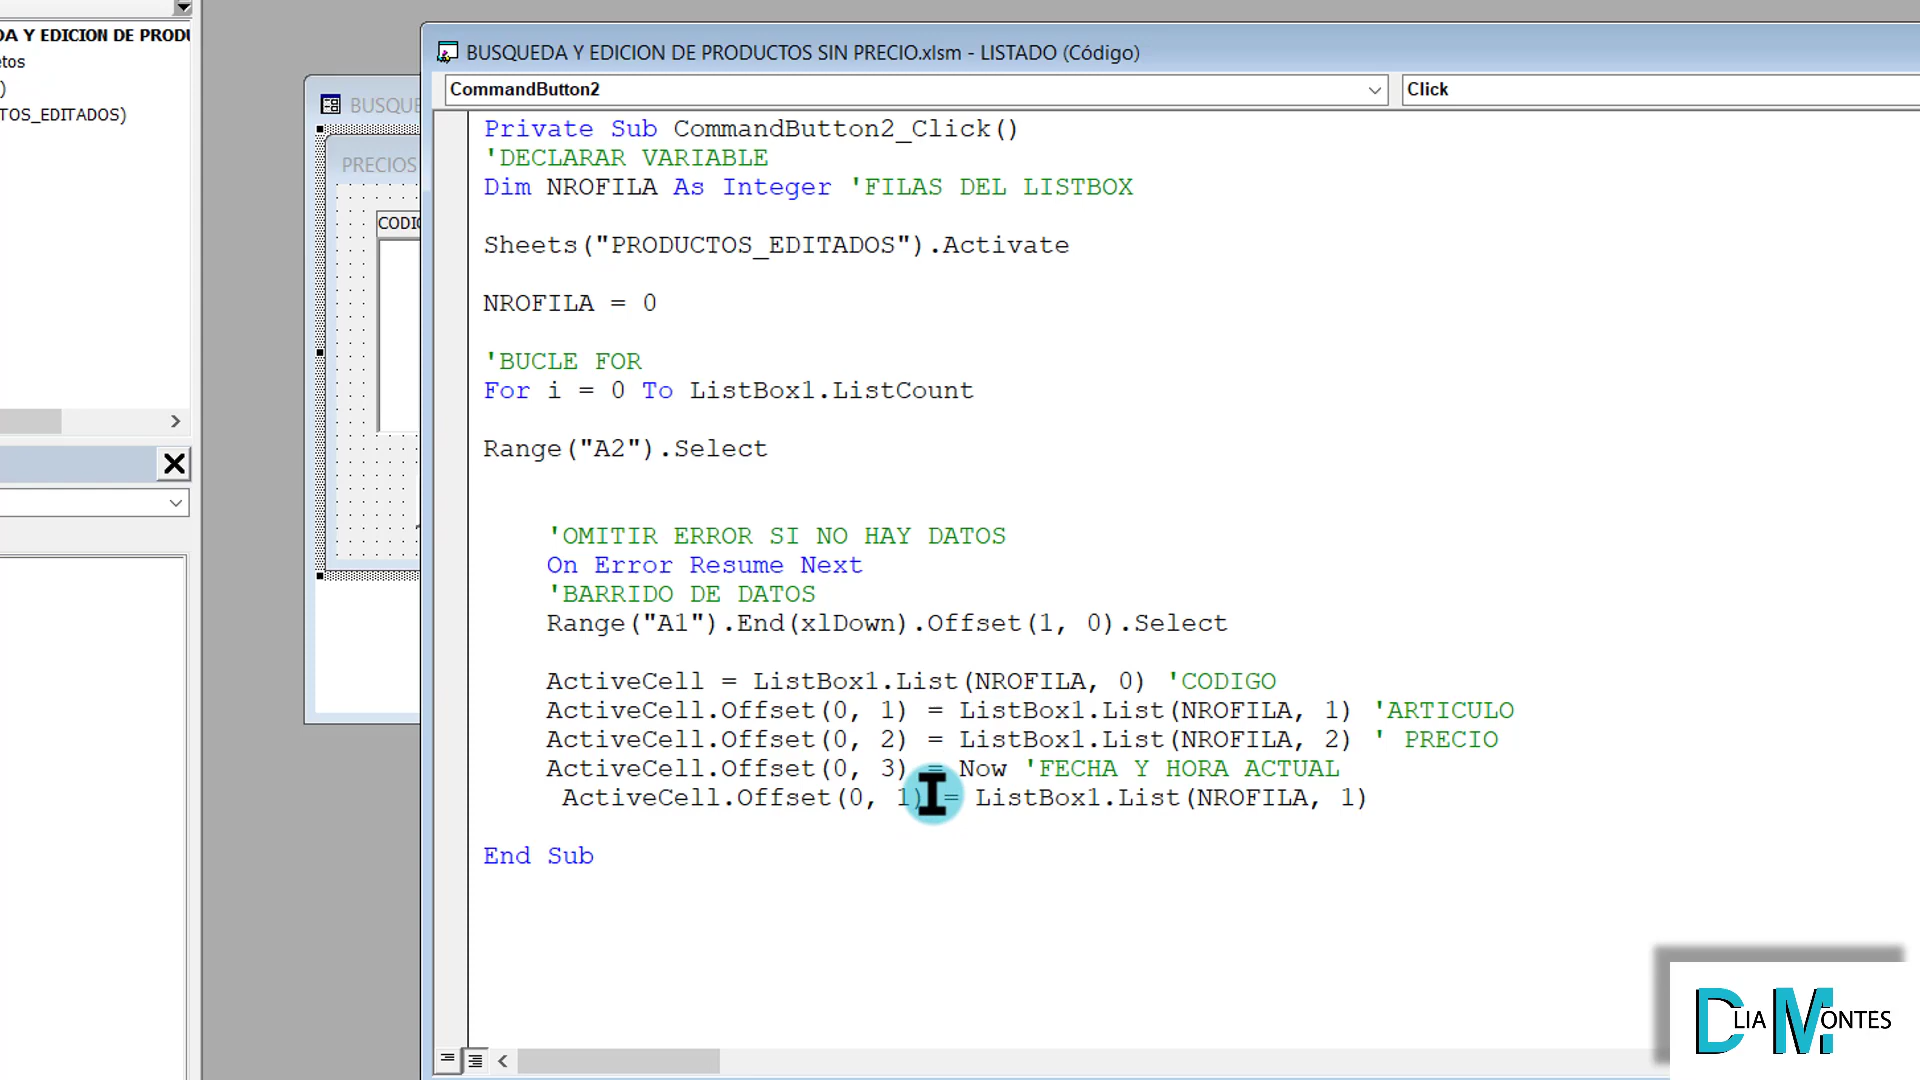 DA Y EDICION DE PRODU
etos
)
TOS_EDITADOS)
BUSQUE
PRECIOS
CODIG
BUSQUEDA Y EDICION DE PRODUCTOS SIN PRECIO.xlsm - LISTADO (Código)
CommandButton2
Click
Private Sub CommandButton2_Click()
'DECLARAR VARIABLE
Dim NROFILA As Integer 'FILAS DEL LISTBOX
Sheets("PRODUCTOS_EDITADOS").Activate
NROFILA = 0
'BUCLE FOR
For i = 0 To ListBox1.ListCount
Range("A2").Select
'OMITIR ERROR SI NO HAY DATOS
On Error Resume Next
'BARRIDO DE DATOS
Range("A1").End(xlDown).Offset(1, 0).Select
ActiveCell = ListBox1.List(NROFILA, 0) 'CODIGO
ActiveCell.Offset(0, 1) = ListBox1.List(NROFILA, 1) 'ARTICULO
ActiveCell.Offset(0, 2) = ListBox1.List(NROFILA, 2) ' PRECIO
ActiveCell.Offset(0, 3) = Now 'FECHA Y HORA ACTUAL
ActiveCell.Offset(0, 1) = ListBox1.List(NROFILA, 1)
End Sub
DLIA MONTES